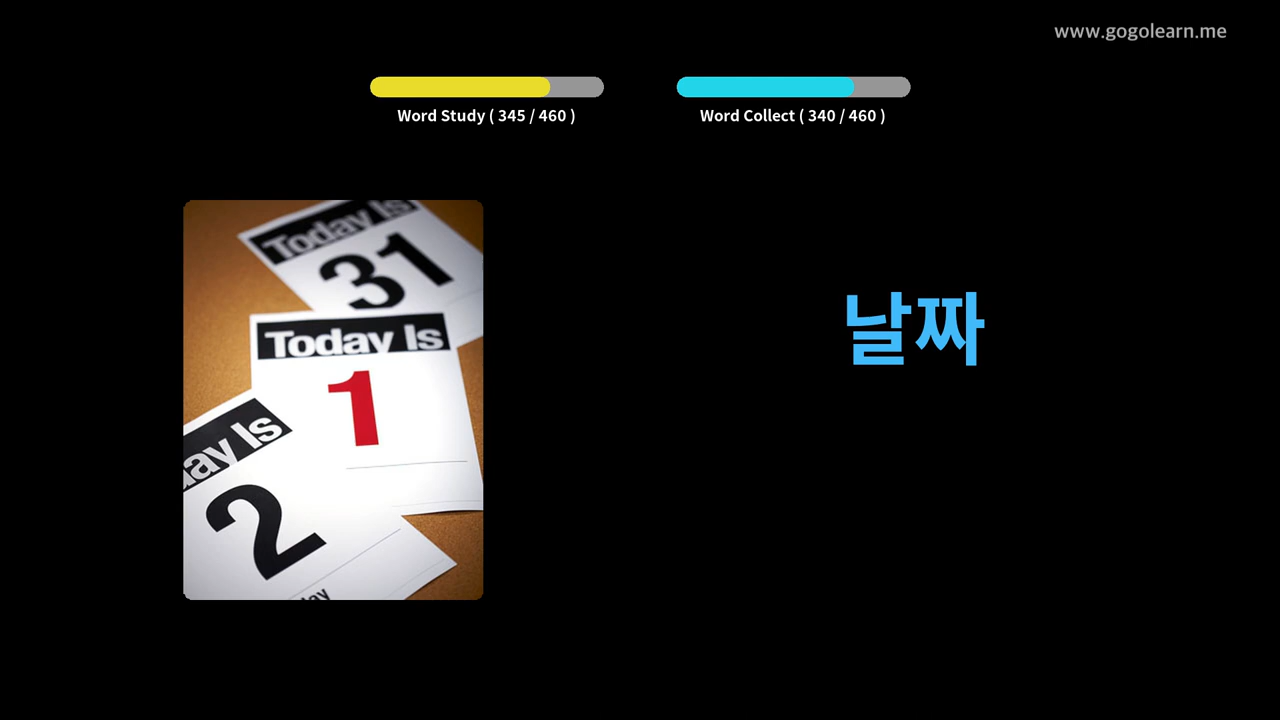 www.gogolearn.me
Word Study ( 345 / 460 )
Word Collect ( 340 / 460 )
Today Is
31
Today Is
1
ay Is
2
날짜